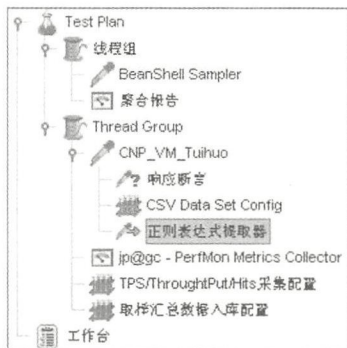 Test Plan
线程组
BeanShell Sampler
聚合报告
Thread Group
CNP_VM_Tuihuo
响应断言
CSV Data Set Config
正则表达式提取器
jp@gc - PerfMon Metrics Collector
TPS/ThroughtPut/Hits采集配置
取样汇总数据入库配置
工作台